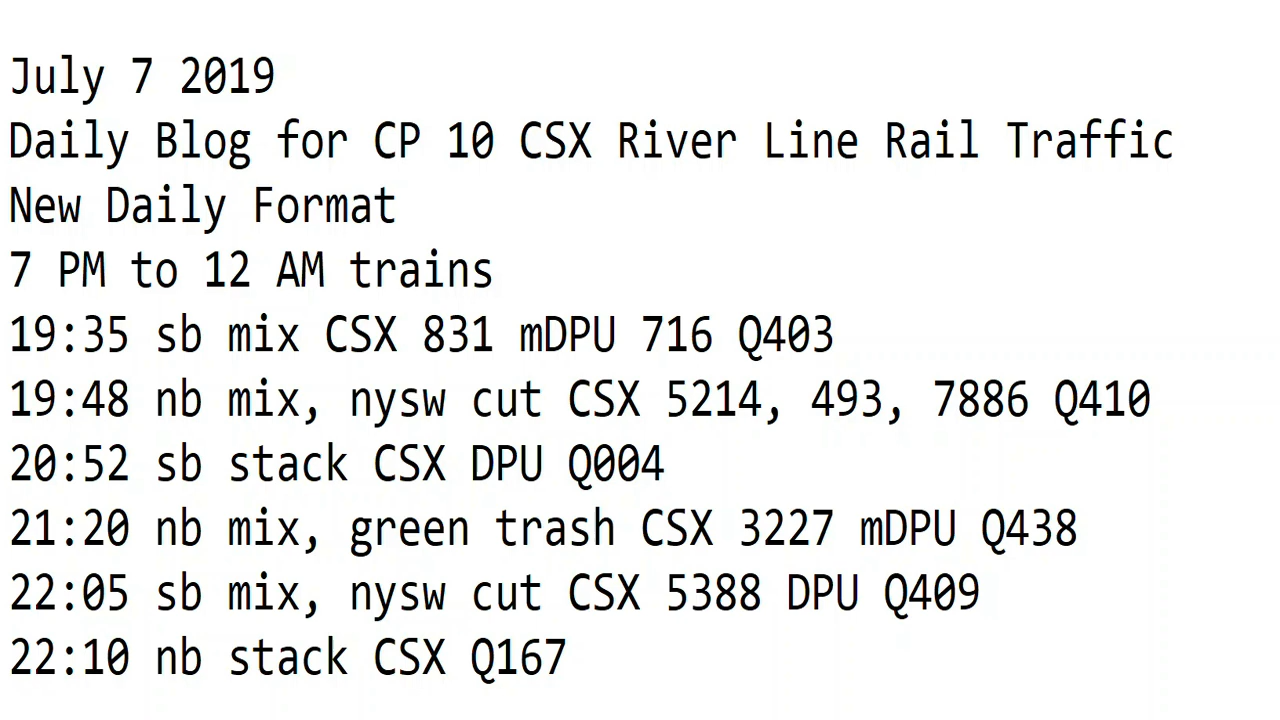 July 7 2019
Daily Blog for CP 10 CSX River Line Rail Traffic
New Daily Format
7 PM to 12 AM trains
19:35 sb mix CSX 831 mDPU 716 Q403
19:48 nb mix, nysw cut CSX 5214, 493, 7886 Q410
20:52 sb stack CSX DPU Q004
21:20 nb mix, green trash CSX 3227 mDPU Q438
22:05 sb mix, nysw cut CSX 5388 DPU Q409
22:10 nb stack CSX Q167